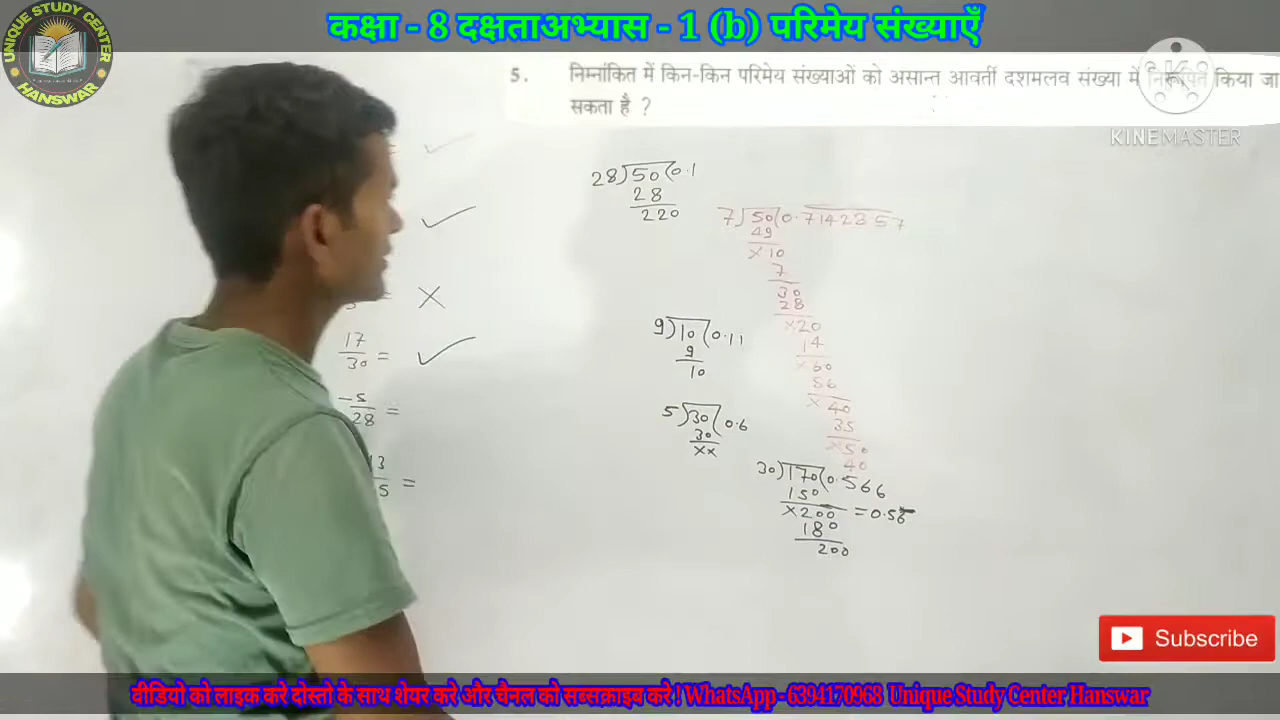 कक्षा - 8 दक्षताअभ्यास - 1 (b) परिमेय संख्याएँ
UNIQUE STUDY CENTER
HANSWAR
5. निम्नांकित में किन-किन परिमेय संख्याओं को असान्त आवर्ती दशमलव संख्या में निरूपित किया जा
सकता है ?
KINEMASTER
28)50(0.1
28
220
7)50(0.7142857
49
×10
7
30
28
×20
14
×60
56
×40
35
×50
40
9)10(0.11
9
10
5)30(0.6
30
××
30)170(0.566
150
×200 = 0.56
180
200
✓
✓
5 = ×
17/30 = ✓
-5/28 =
13/5 =
Subscribe
वीडियो को लाइक करे दोस्तो के साथ शेयर करे और चैनल को सब्सक्राइब करे ! WhatsApp - 6394170968 Unique Study Center Hanswar